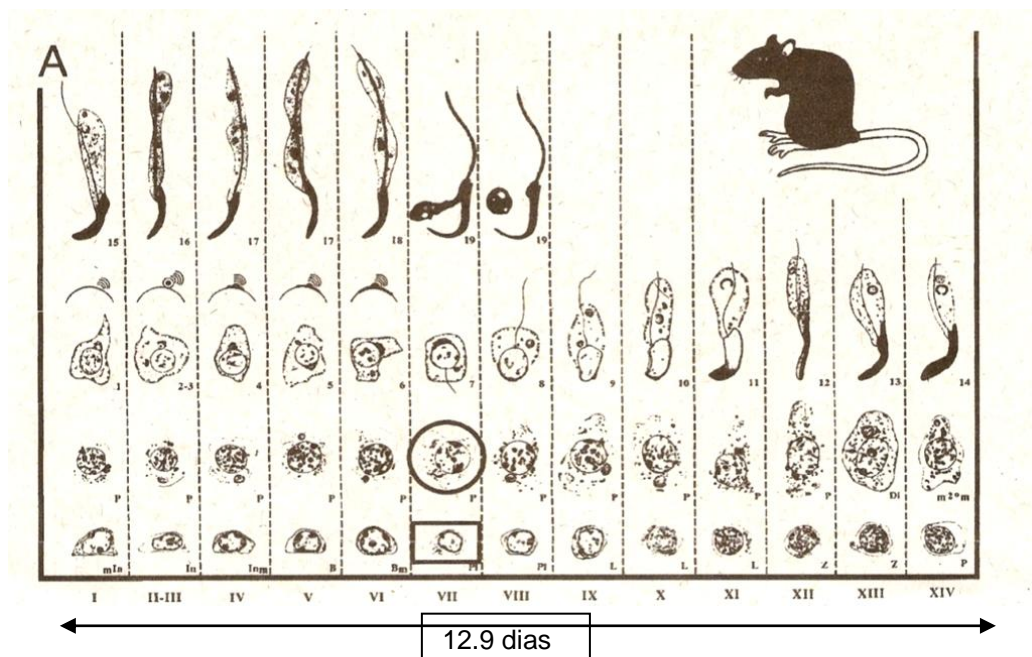 A
15 16 17 17 18 19 19
1 2-3 4 5 6 7 8 9 10 11 12 13 14
P P P P P P P P P P P Di m2°m
mIn In Inm B Bm Pl Pl L L L Z Z P
I II-III IV V VI VII VIII IX X XI XII XIII XIV
12.9 dias